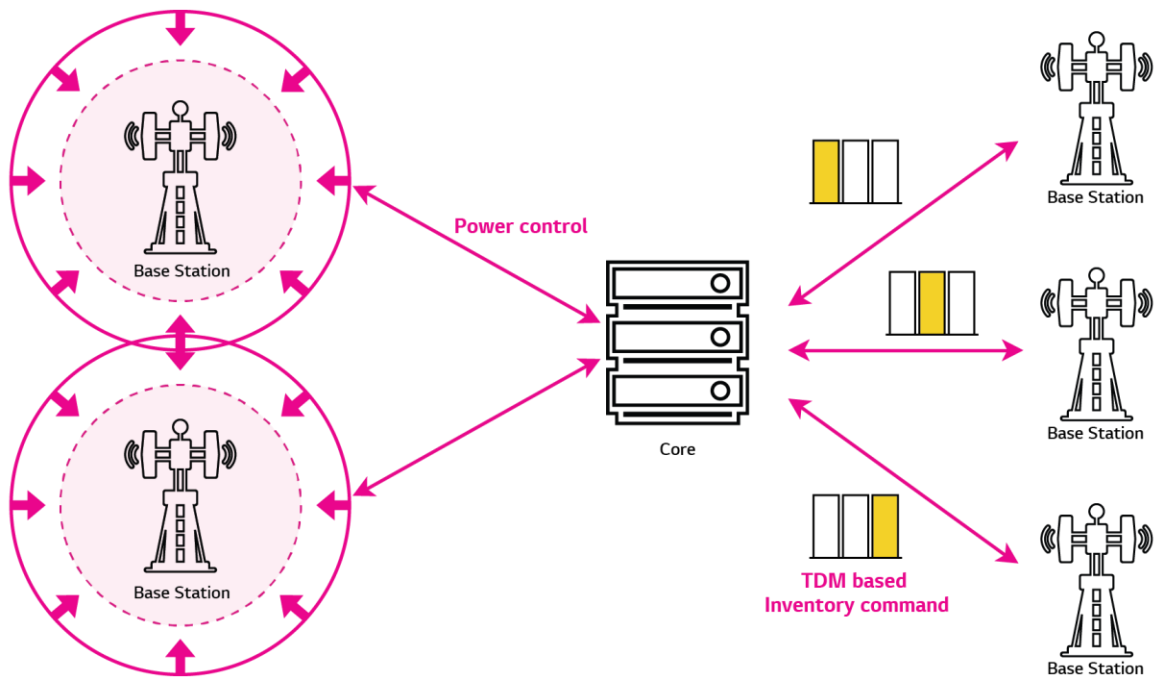 Base Station
Base Station
Power control
Core
Base Station
Base Station
TDM based
Inventory command
Base Station